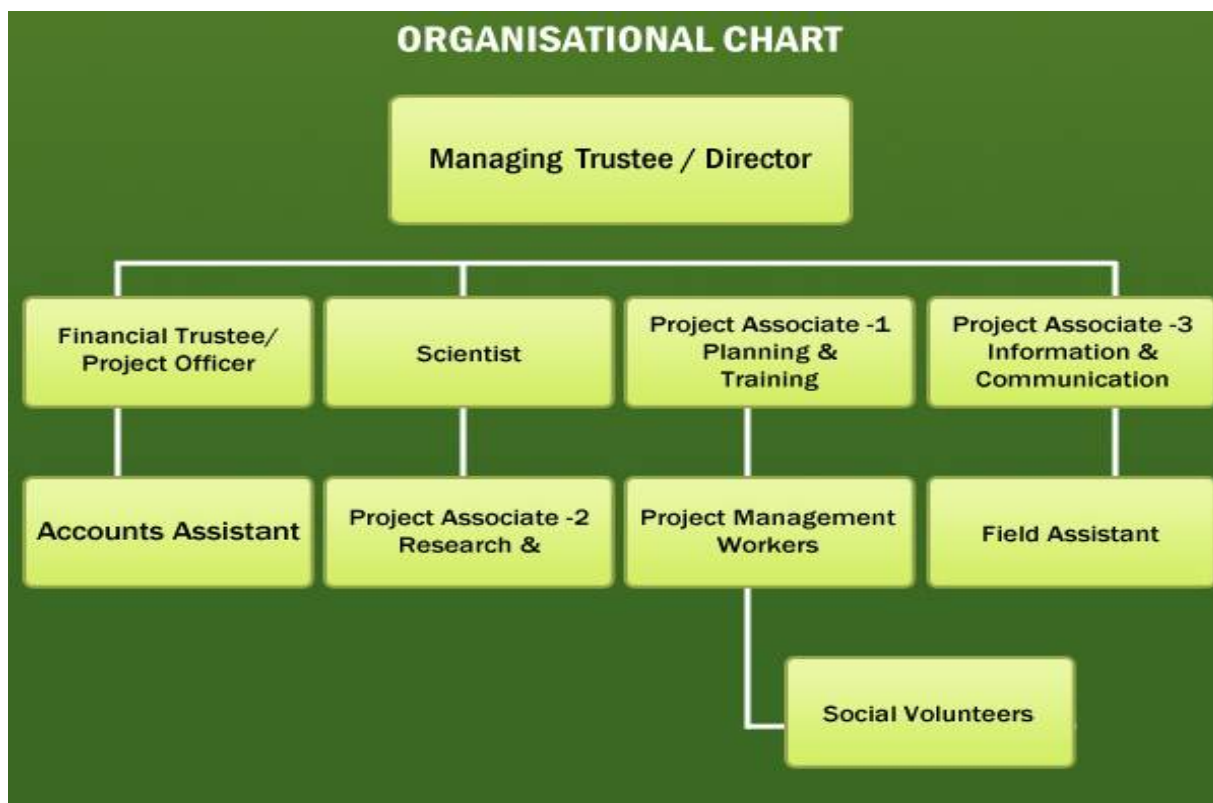 ORGANISATIONAL CHART
Managing Trustee / Director
Financial Trustee/
Project Officer
Scientist
Project Associate -1
Planning &
Training
Project Associate -3
Information &
Communication
Accounts Assistant
Project Associate -2
Research &
Project Management
Workers
Field Assistant
Social Volunteers